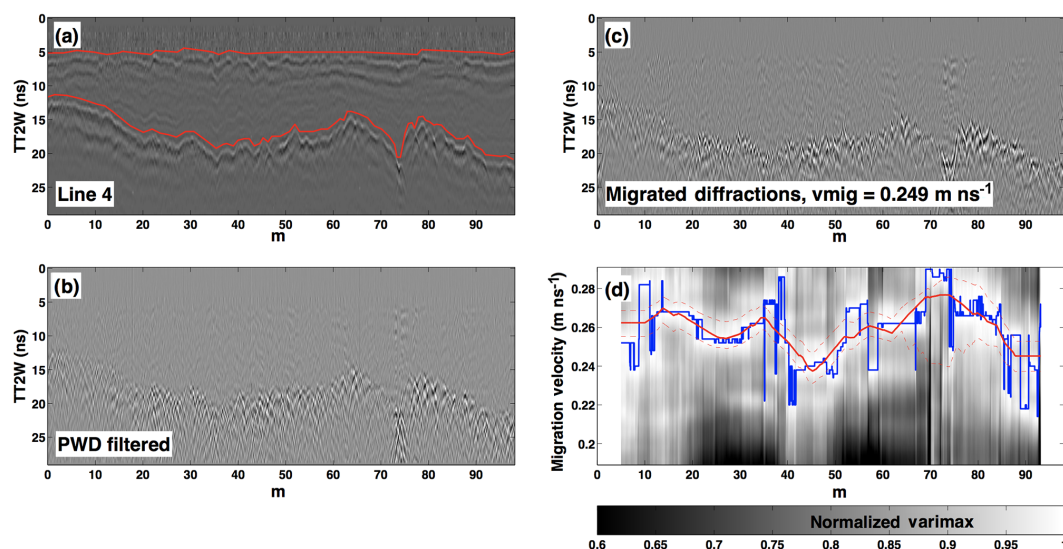 (a)
TT2W (ns)
0
5
10
15
20
25
Line 4
0 10 20 30 40 50 60 70 80 90
m
(c)
TT2W (ns)
0
5
10
15
20
25
Migrated diffractions, vmig = 0.249 m ns-1
0 10 20 30 40 50 60 70 80 90
m
(b)
TT2W (ns)
0
5
10
15
20
25
PWD filtered
0 10 20 30 40 50 60 70 80 90
m
(d)
Migration velocity (m ns-1)
0.28
0.26
0.24
0.22
0.2
0 10 20 30 40 50 60 70 80 90
m
Normalized varimax
0.6 0.65 0.7 0.75 0.8 0.85 0.9 0.95